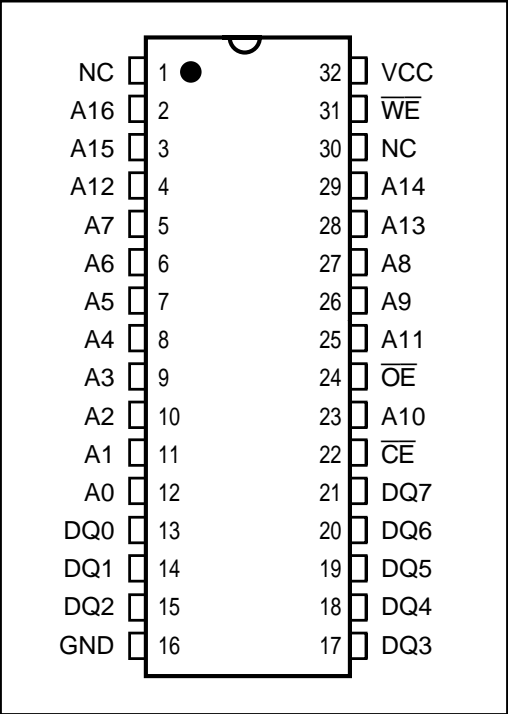 NC 1 32 VCC
A16 2 31 W̅E̅
A15 3 30 NC
A12 4 29 A14
A7 5 28 A13
A6 6 27 A8
A5 7 26 A9
A4 8 25 A11
A3 9 24 O̅E̅
A2 10 23 A10
A1 11 22 C̅E̅
A0 12 21 DQ7
DQ0 13 20 DQ6
DQ1 14 19 DQ5
DQ2 15 18 DQ4
GND 16 17 DQ3